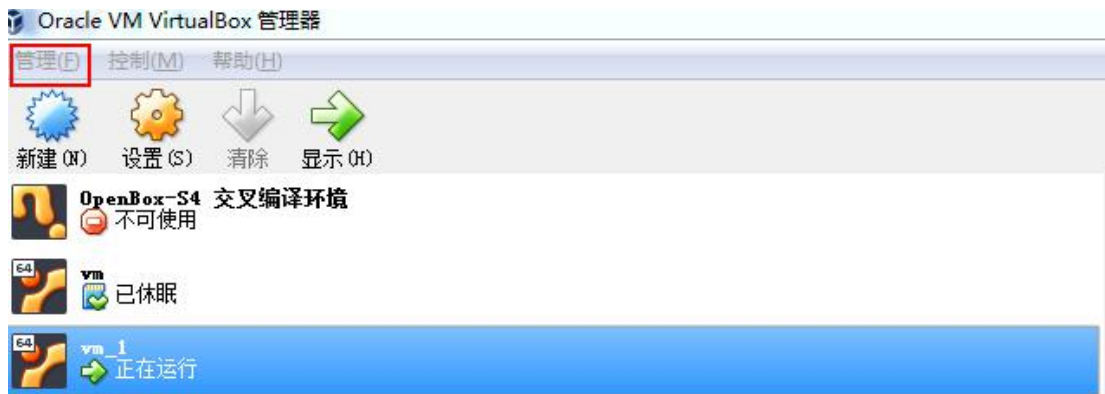 Oracle VM VirtualBox 管理器
管理(F) 控制(M) 帮助(H)
新建(N) 设置(S) 清除 显示(H)
OpenBox-S4 交叉编译环境
不可使用
64
vm
已休眠
64
vm_1
正在运行